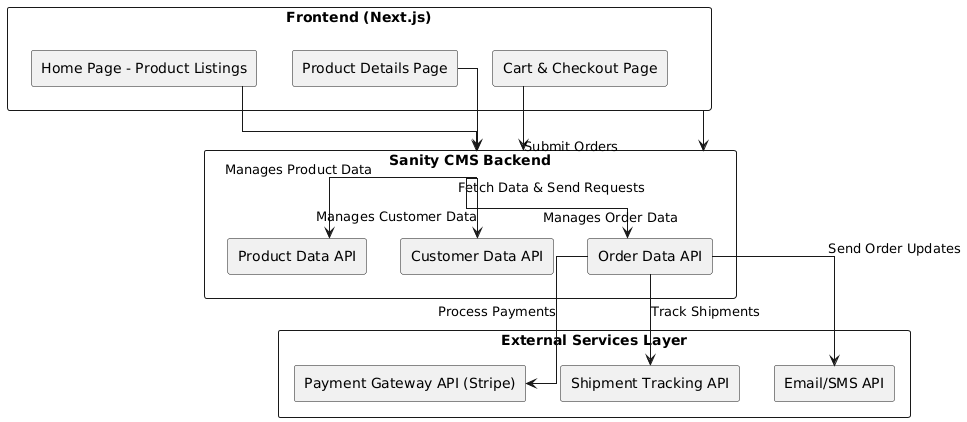 Frontend (Next.js)
Home Page - Product Listings
Product Details Page
Cart & Checkout Page
Submit Orders
Sanity CMS Backend
Manages Product Data
Fetch Data & Send Requests
Manages Customer Data
Manages Order Data
Product Data API
Customer Data API
Order Data API
Send Order Updates
Process Payments
Track Shipments
External Services Layer
Payment Gateway API (Stripe)
Shipment Tracking API
Email/SMS API